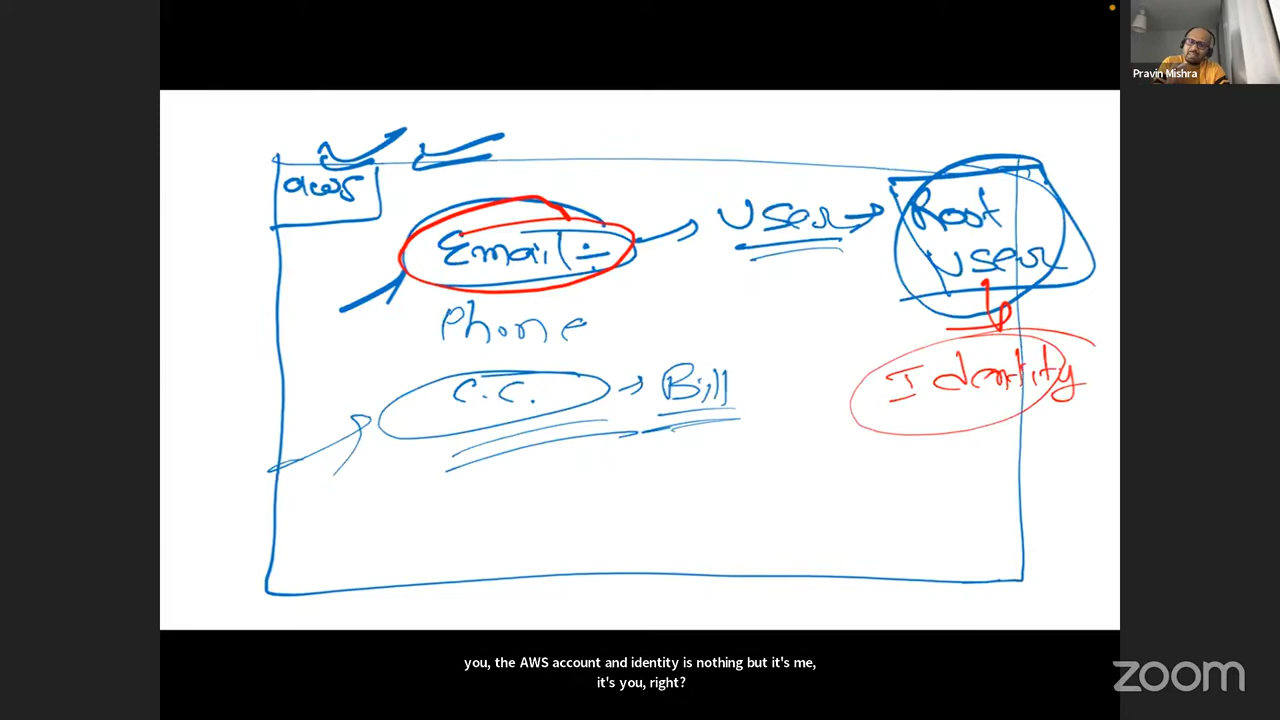 Pravin Mishra
aws
Email :-
User
Root
User
Phone
Identity
C.C.
Bill
you, the AWS account and identity is nothing but it's me,
it's you, right?
zoom